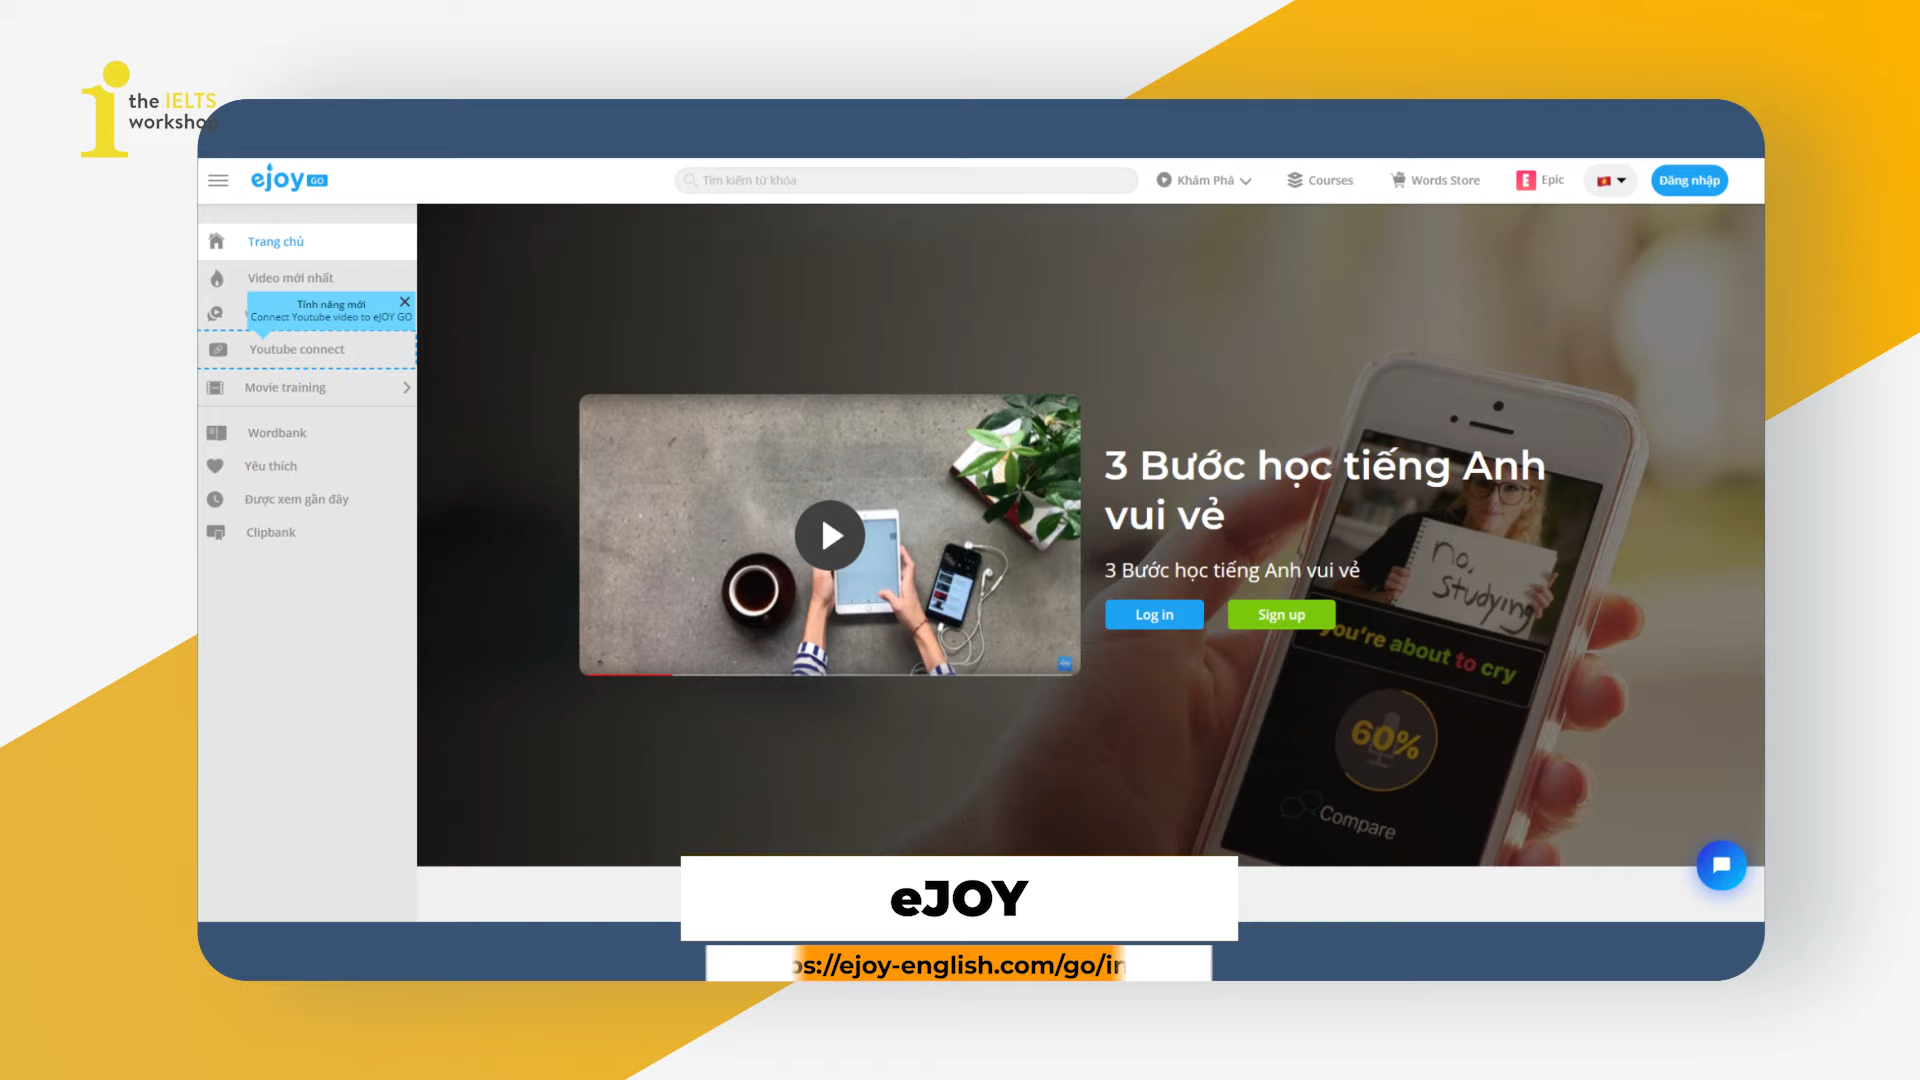 the IELTS
workshop
ejoy GO
Tìm kiếm từ khóa
Khám Phá
Courses
Words Store
E Epic
Đăng nhập
Trang chủ
Video mới nhất
Tính năng mới
Connect Youtube video to eJOY GO
Youtube connect
Movie training
Wordbank
Yêu thích
Được xem gần đây
Clipbank
3 Bước học tiếng Anh
vui vẻ
3 Bước học tiếng Anh vui vẻ
Log in
Sign up
no,
Studying
you're about to cry
60%
Compare
eJOY
ps://ejoy-english.com/go/in